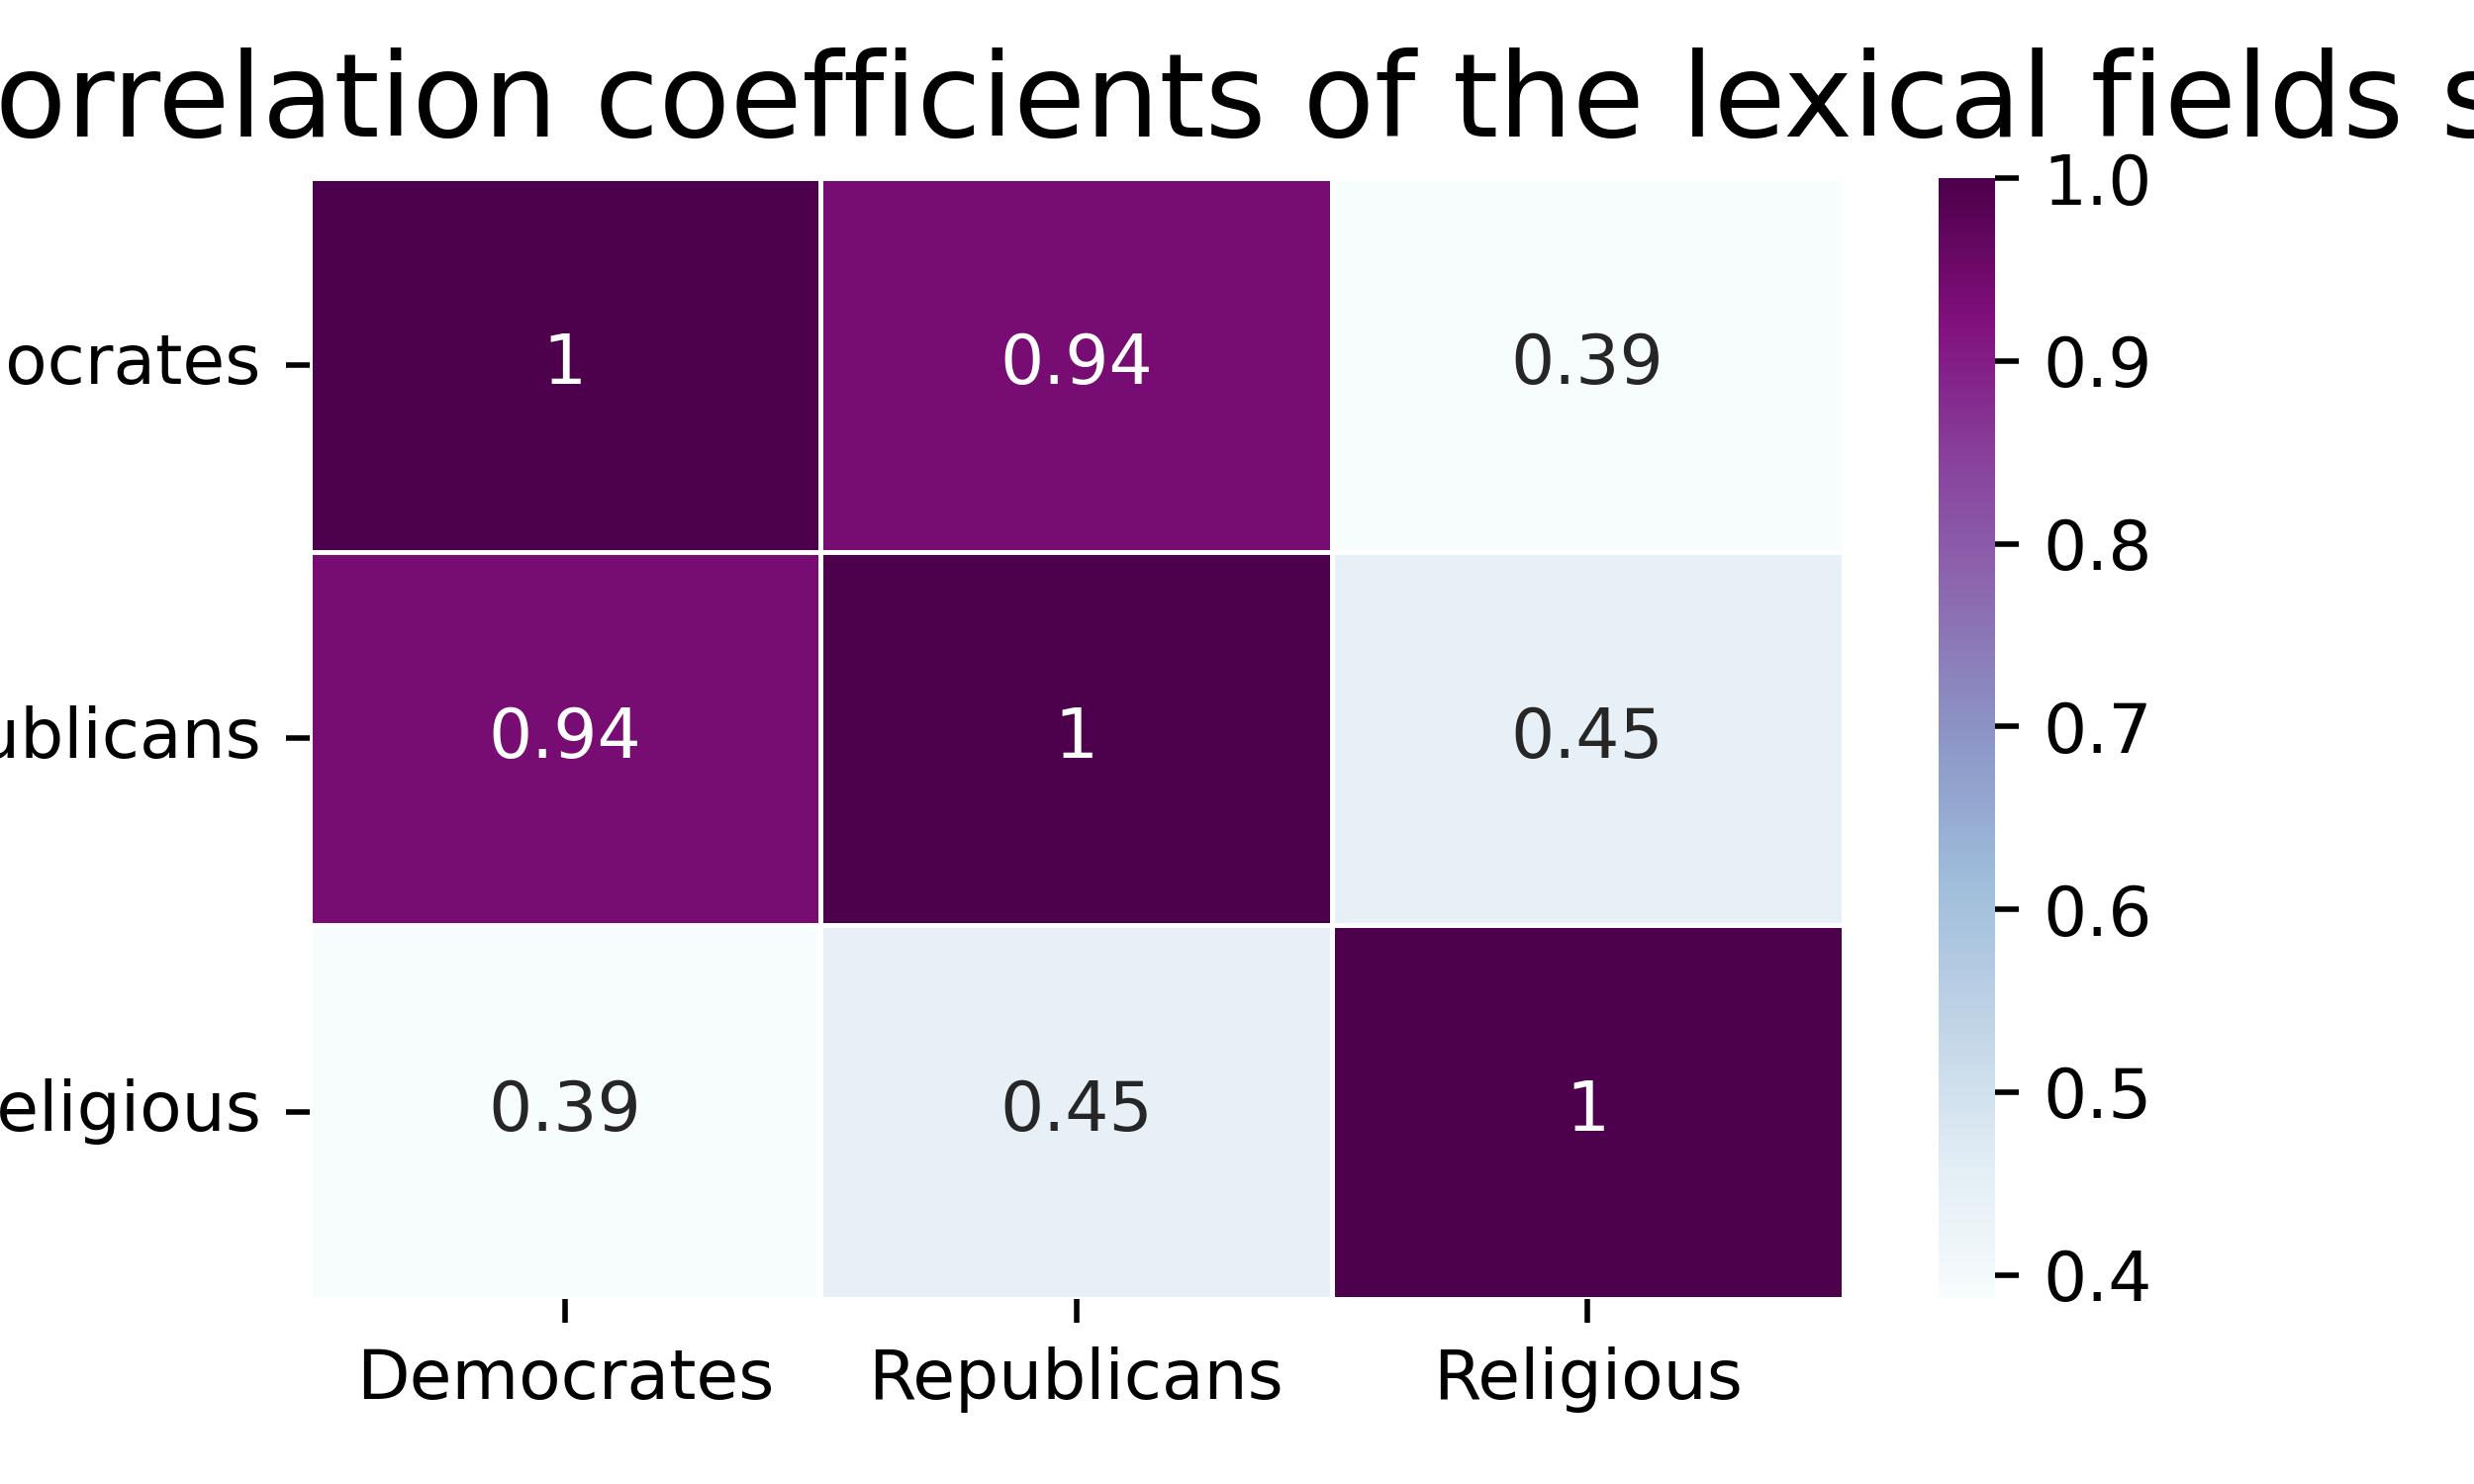 orrelation coefficients of the lexical fields s
1.0
ocrates 1 0.94 0.39
0.9
0.8
ublicans 0.94 1 0.45
0.7
0.6
eligious 0.39 0.45 1
0.5
0.4
Democrates Republicans Religious